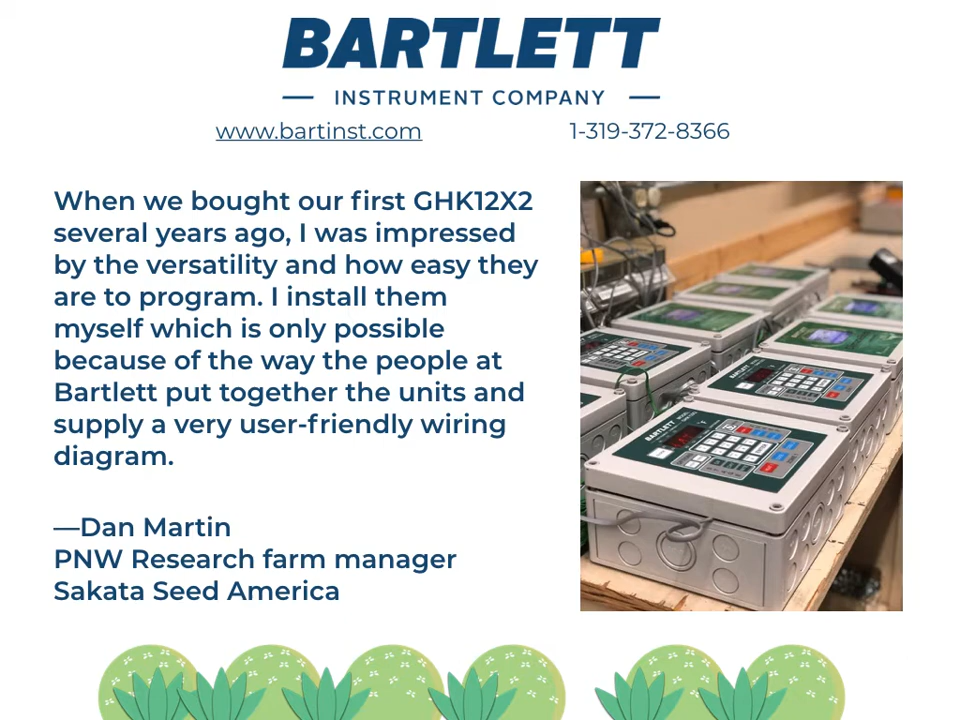 BARTLETT
INSTRUMENT COMPANY
www.bartinst.com 1-319-372-8366
When we bought our first GHK12X2
several years ago, I was impressed
by the versatility and how easy they
are to program. I install them
myself which is only possible
because of the way the people at
Bartlett put together the units and
supply a very user-friendly wiring
diagram.
—Dan Martin
PNW Research farm manager
Sakata Seed America
BARTLETT